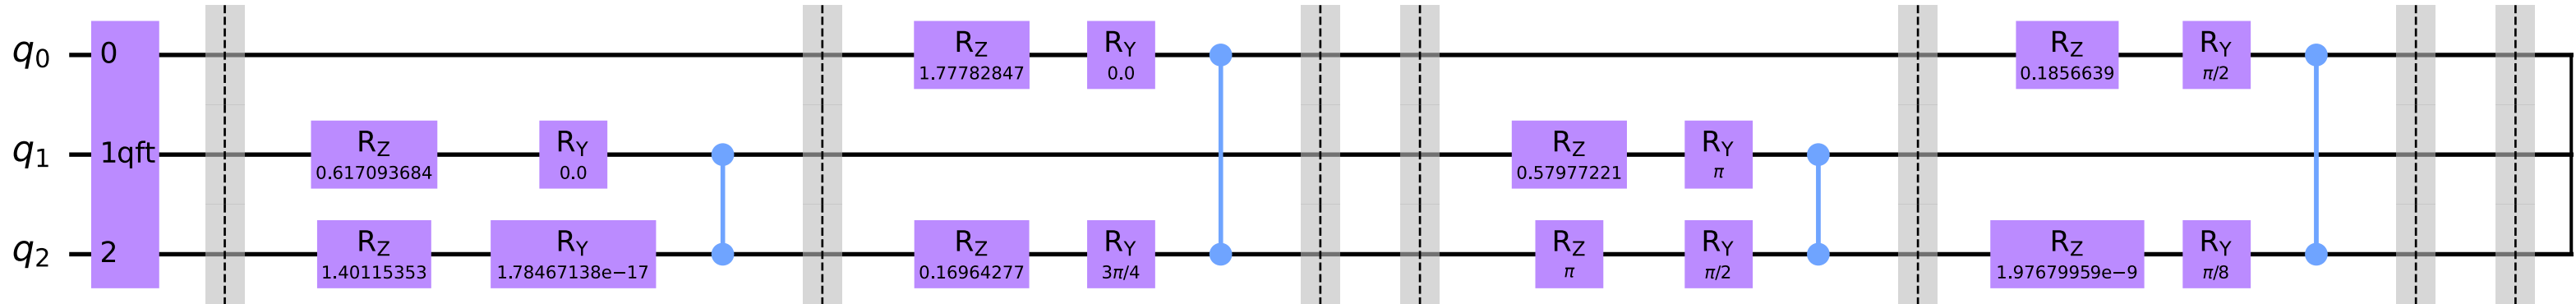 q0 0 RZ 1.77782847 RY 0.0 RZ 0.1856639 RY π/2
q1 1qft RZ 0.617093684 RY 0.0 RZ 0.57977221 RY π
q2 2 RZ 1.40115353 RY 1.78467138e−17 RZ 0.16964277 RY 3π/4 RZ π RY π/2 RZ 1.97679959e−9 RY π/8